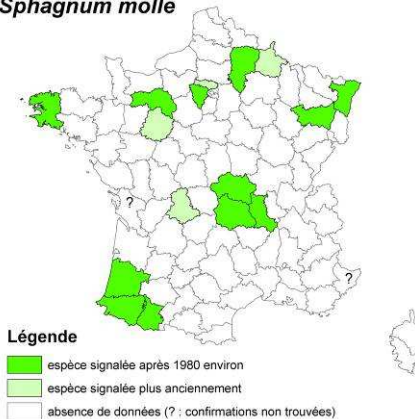 Sphagnum molle
?
?
Légende
espèce signalée après 1980 environ
espèce signalée plus anciennement
absence de données (? : confirmations non trouvées)